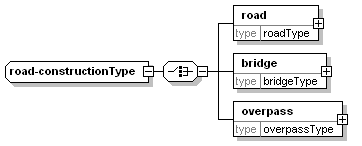 road
type roadType
road-constructionType
bridge
type bridgeType
overpass
type overpassType